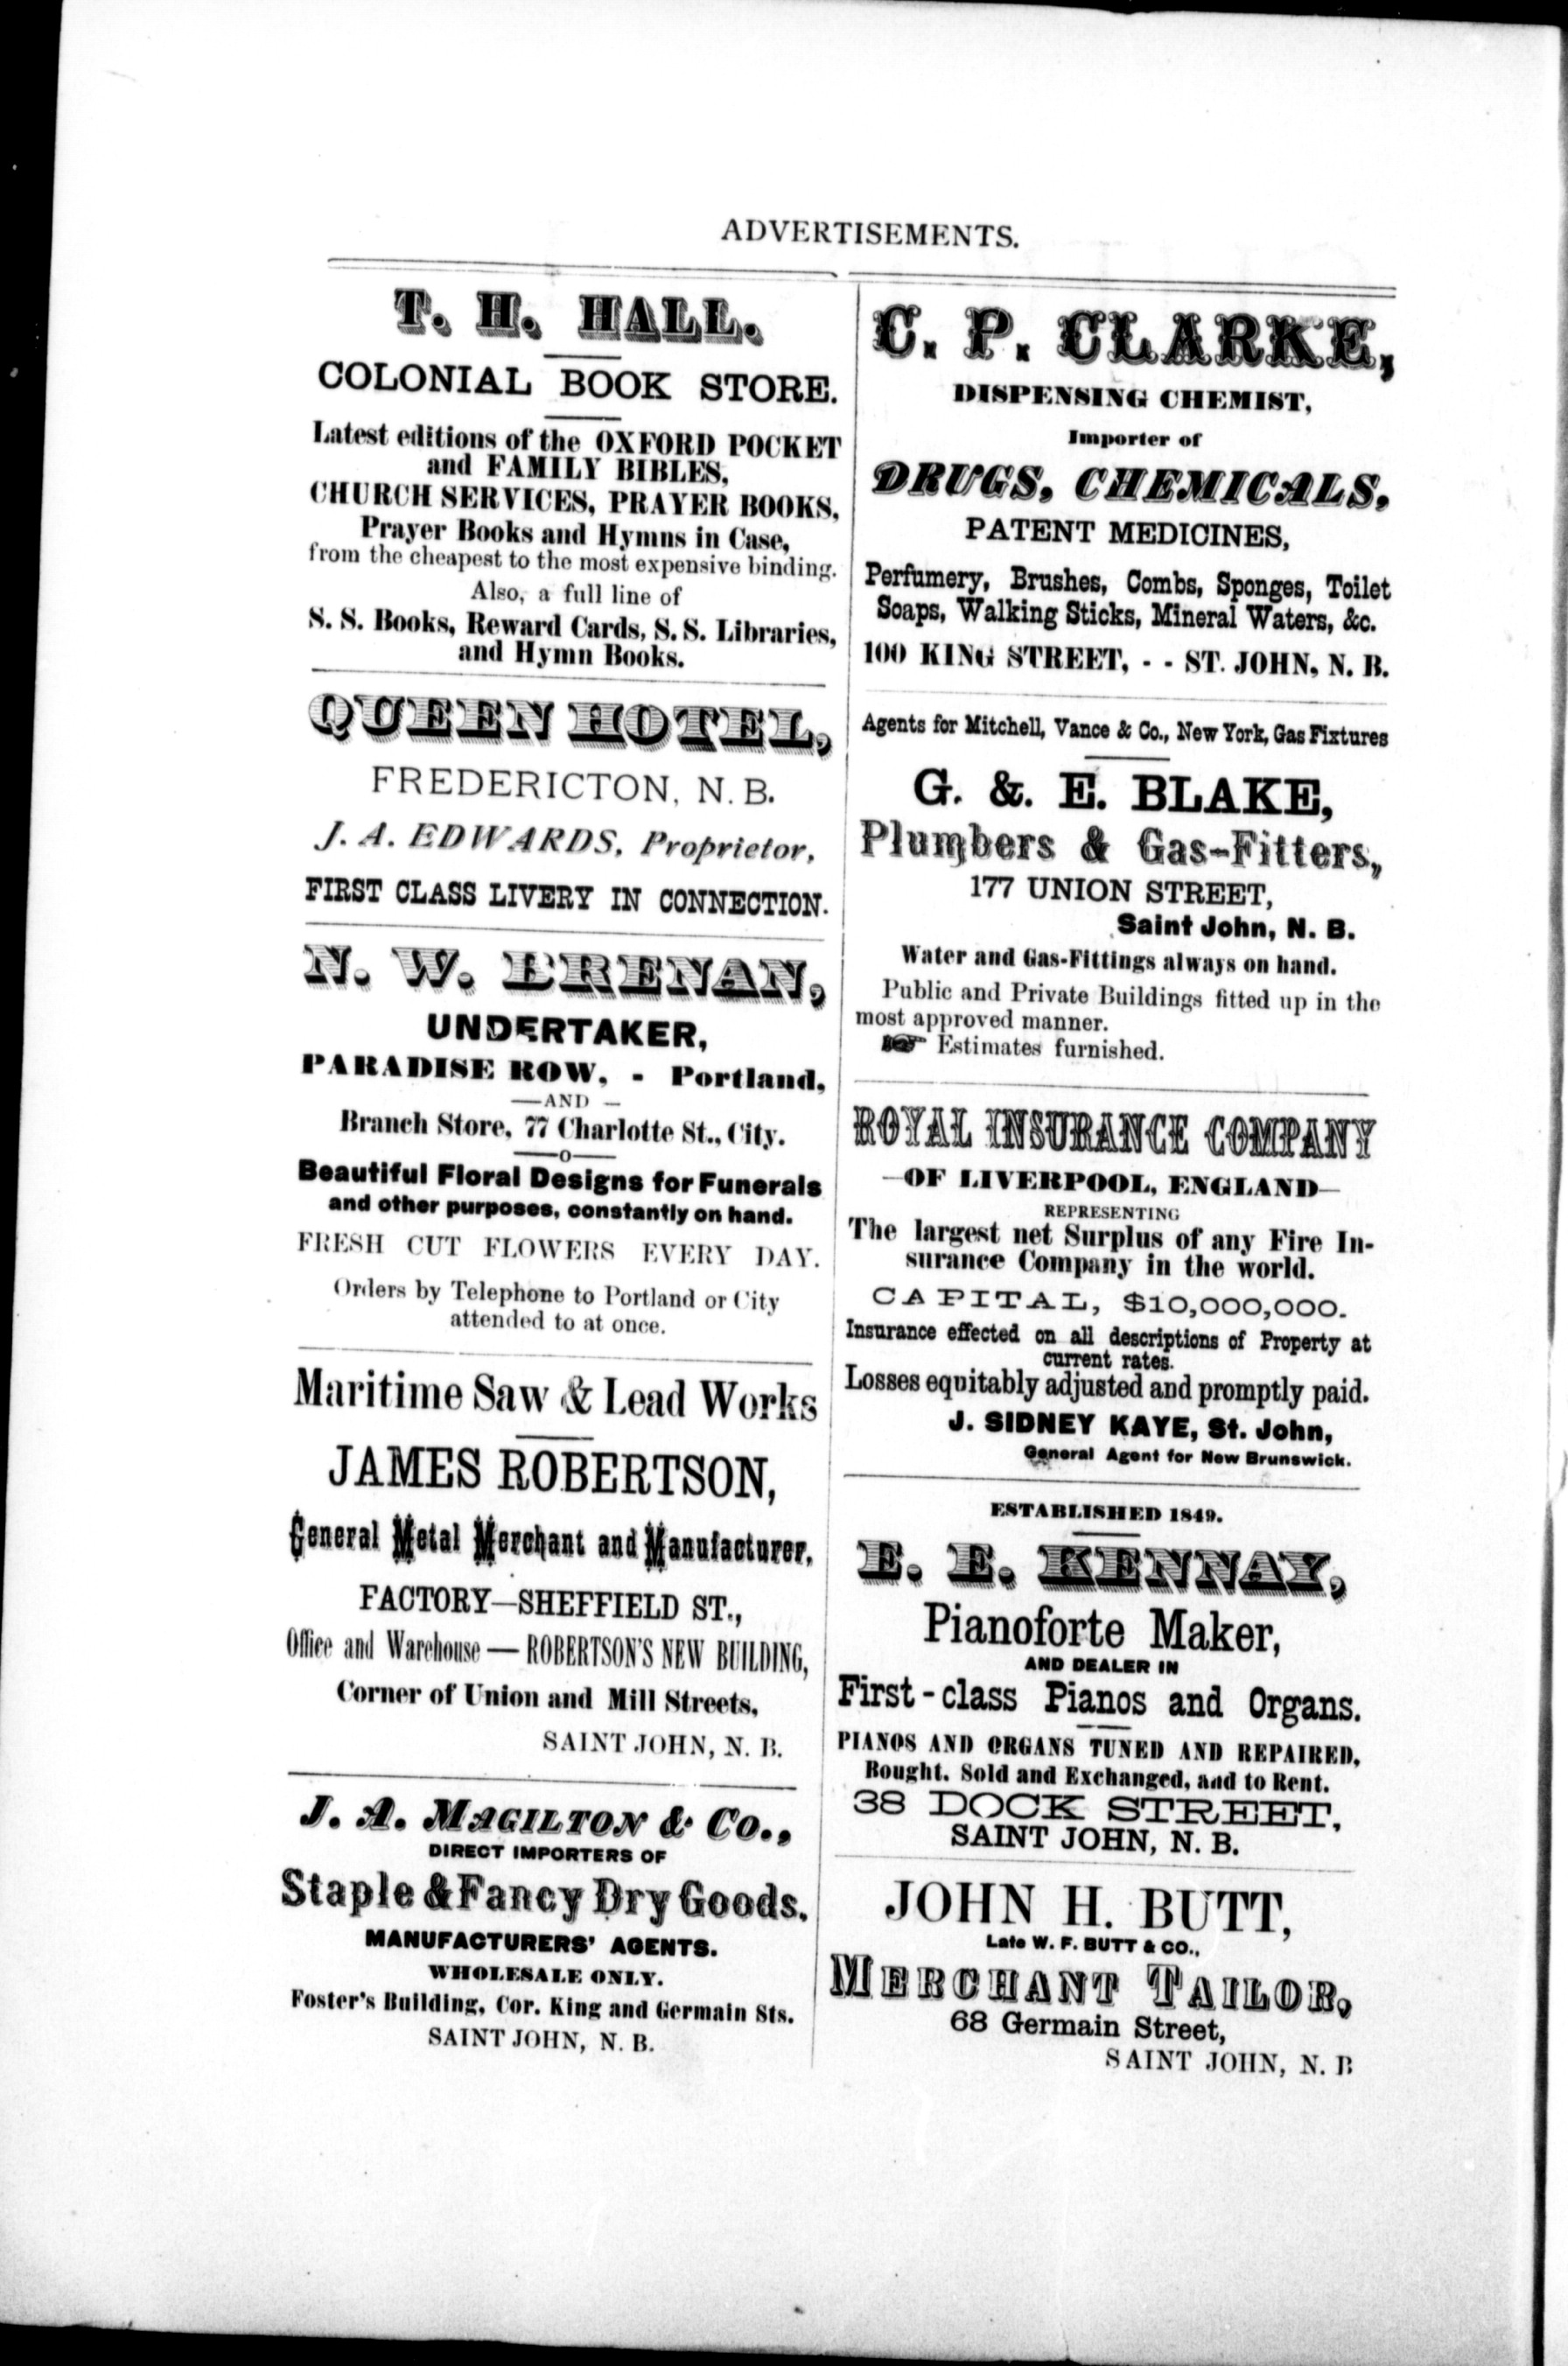 ADVERTISEMENTS.
T. H. HALL.
COLONIAL BOOK STORE.
Latest editions of the OXFORD POCKET
and FAMILY BIBLES,
CHURCH SERVICES, PRAYER BOOKS,
Prayer Books and Hymns in Case,
from the cheapest to the most expensive binding.
Also, a full line of
S. S. Books, Reward Cards, S. S. Libraries,
and Hymn Books.
QUEEN HOTEL,
FREDERICTON, N. B.
J. A. EDWARDS, Proprietor,
FIRST CLASS LIVERY IN CONNECTION.
N. W. BRENAN,
UNDERTAKER,
PARADISE ROW, - Portland,
—AND —
Branch Store, 77 Charlotte St., City.
——o——
Beautiful Floral Designs for Funerals
and other purposes, constantly on hand.
FRESH CUT FLOWERS EVERY DAY.
Orders by Telephone to Portland or City
attended to at once.
Maritime Saw & Lead Works
JAMES ROBERTSON,
General Metal Merchant and Manufacturer,
FACTORY—SHEFFIELD ST.,
Office and Warehouse — ROBERTSON'S NEW BUILDING,
Corner of Union and Mill Streets,
SAINT JOHN, N. B.
J. A. MAGILTON & CO.,
DIRECT IMPORTERS OF
Staple & Fancy Dry Goods.
MANUFACTURERS' AGENTS.
WHOLESALE ONLY.
Foster's Building, Cor. King and Germain Sts.
SAINT JOHN, N. B.
C. P. CLARKE,
DISPENSING CHEMIST,
Importer of
DRUGS, CHEMICALS,
PATENT MEDICINES,
Perfumery, Brushes, Combs, Sponges, Toilet
Soaps, Walking Sticks, Mineral Waters, &c.
100 KING STREET, - - ST. JOHN, N. B.
Agents for Mitchell, Vance & Co., New York, Gas Fixtures
G. &. E. BLAKE,
Plumbers & Gas-Fitters,,
177 UNION STREET,
Saint John, N. B.
Water and Gas-Fittings always on hand.
Public and Private Buildings fitted up in the
most approved manner.
☞ Estimates furnished.
ROYAL INSURANCE COMPANY
—OF LIVERPOOL, ENGLAND—
REPRESENTING
The largest net Surplus of any Fire In-
surance Company in the world.
CAPITAL, $10,000,000.
Insurance effected on all descriptions of Property at
current rates.
Losses equitably adjusted and promptly paid.
J. SIDNEY KAYE, St. John,
General Agent for New Brunswick.
ESTABLISHED 1849.
E. E. KENNAY,
Pianoforte Maker,
AND DEALER IN
First-class Pianos and Organs.
PIANOS AND ORGANS TUNED AND REPAIRED,
Bought. Sold and Exchanged, and to Rent.
38 DOCK STREET,
SAINT JOHN, N. B.
JOHN H. BUTT,
Late W. F. BUTT & CO.,
MERCHANT TAILOR,
68 Germain Street,
SAINT JOHN, N. B